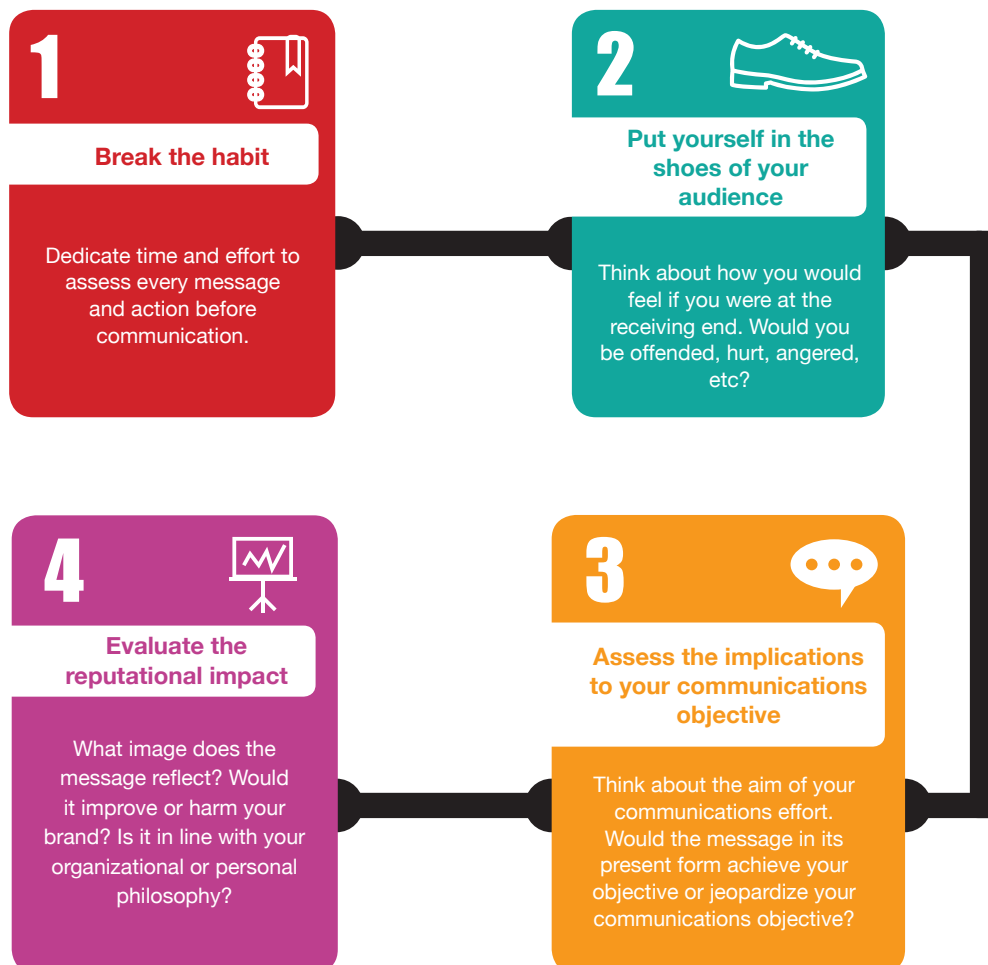 1
Break the habit
Dedicate time and effort to
assess every message
and action before
communication.
2
Put yourself in the
shoes of your
audience
Think about how you would
feel if you were at the
receiving end. Would you
be offended, hurt, angered,
etc?
3
Assess the implications
to your communications
objective
Think about the aim of your
communications effort.
Would the message in its
present form achieve your
objective or jeopardize your
communications objective?
4
Evaluate the
reputational impact
What image does the
message reflect? Would
it improve or harm your
brand? Is it in line with your
organizational or personal
philosophy?